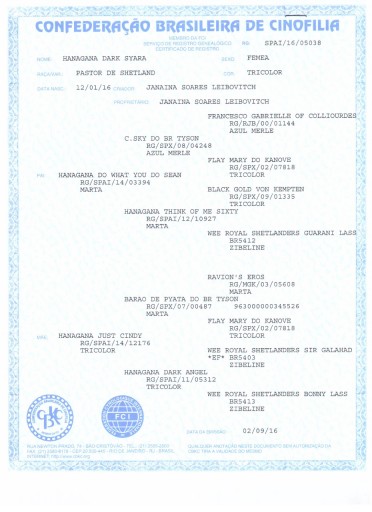 CONFEDERAÇÃO BRASILEIRA DE CINOFILIA
SERVIÇO DE REGISTRO GENEALÓGICO
CERTIFICADO DE REGISTRO
RG SPAI/16/05038
NOME: HANAGANA DARK SYARA SEXO: FEMEA
RAÇA/VAR: PASTOR DE SHETLAND COR: TRICOLOR
DATA NASC.: 12/01/16 CRIADOR: JANAINA SOARES LEIBOVITCH
PROPRIETÁRIO: JANAINA SOARES LEIBOVITCH
FRANCESCO GABRIELLE OF COLLIOURDES
RG/RJB/00/01144
AZUL MERLE
C.SKY DO BR TYSON
RG/SPX/08/04248
AZUL MERLE
FLAY MARY DO KANOVE
RG/SPX/02/07818
TRICOLOR
PAI: HANAGANA DO WHAT YOU DO SEAN
RG/SPAI/14/03394
MARTA
BLACK GOLD VON KEMPTEN
RG/SPX/09/01335
TRICOLOR
HANAGANA THINK OF ME SIXTY
RG/SPAI/12/10927
MARTA
WEE ROYAL SHETLANDERS GUARANI LASS
BR5412
ZIBELINE
RAVION'S EROS
RG/MGK/03/05608
MARTA
BARAO DE PYATA DO BR TYSON
RG/SPX/07/00487 963000000345526
MARTA
FLAY MARY DO KANOVE
RG/SPX/02/07818
TRICOLOR
MÃE: HANAGANA JUST CINDY
RG/SPAI/14/12176
TRICOLOR
WEE ROYAL SHETLANDERS SIR GALAHAD
*EP* BR5403
ZIBELINE
HANAGANA DARK ANGEL
RG/SPAI/11/05312
TRICOLOR
WEE ROYAL SHETLANDERS BONNY LASS
BR5413
ZIBELINE
CBKC
FCI
DATA DA EMISSÃO: 02/09/16
QUALQUER ANOTAÇÃO NESTE DOCUMENTO SEM AUTORIZAÇÃO DA
CBKC TIRA A VALIDADE DO MESMO.